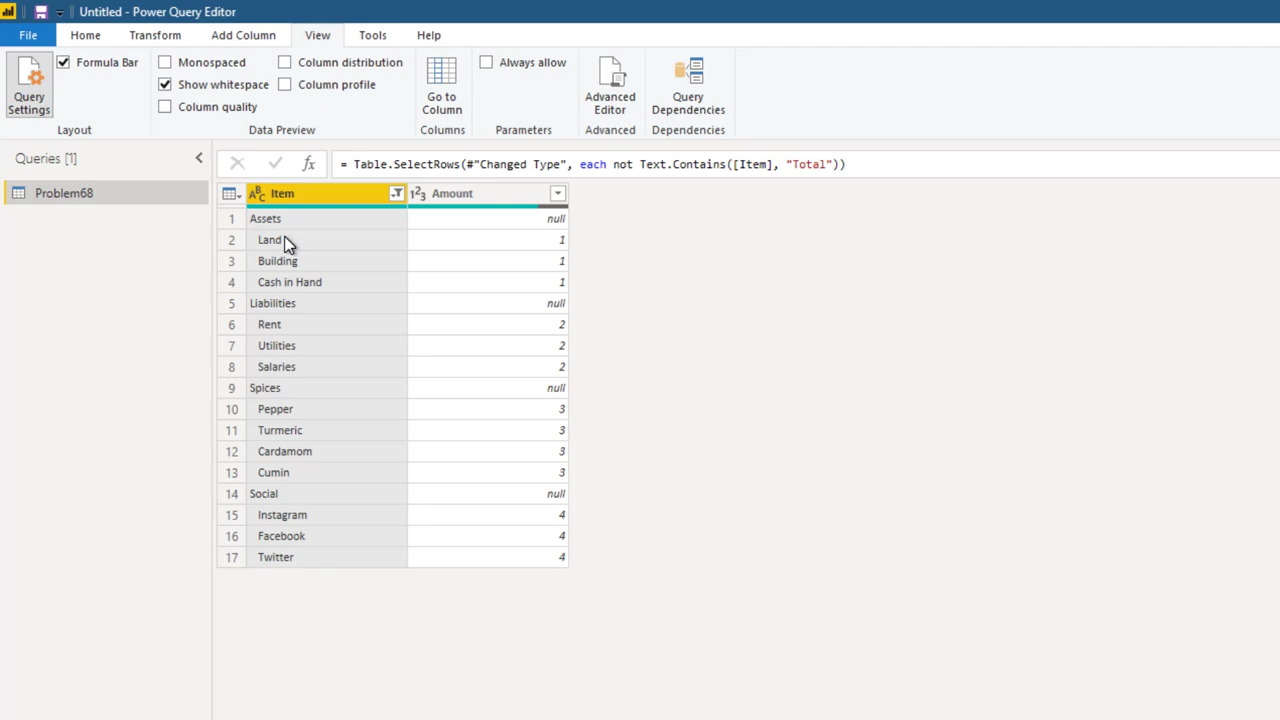 Untitled - Power Query Editor
File Home Transform Add Column View Tools Help
Query Settings
Formula Bar
Layout
Monospaced
Show whitespace
Column quality
Column distribution
Column profile
Data Preview
Go to Column
Columns
Always allow
Parameters
Advanced Editor
Advanced
Query Dependencies
Dependencies
Queries [1]
fx = Table.SelectRows(#"Changed Type", each not Text.Contains([Item], "Total"))
Problem68
ABC Item 123 Amount
1 Assets null
2 Land 1
3 Building 1
4 Cash in Hand 1
5 Liabilities null
6 Rent 2
7 Utilities 2
8 Salaries 2
9 Spices null
10 Pepper 3
11 Turmeric 3
12 Cardamom 3
13 Cumin 3
14 Social null
15 Instagram 4
16 Facebook 4
17 Twitter 4